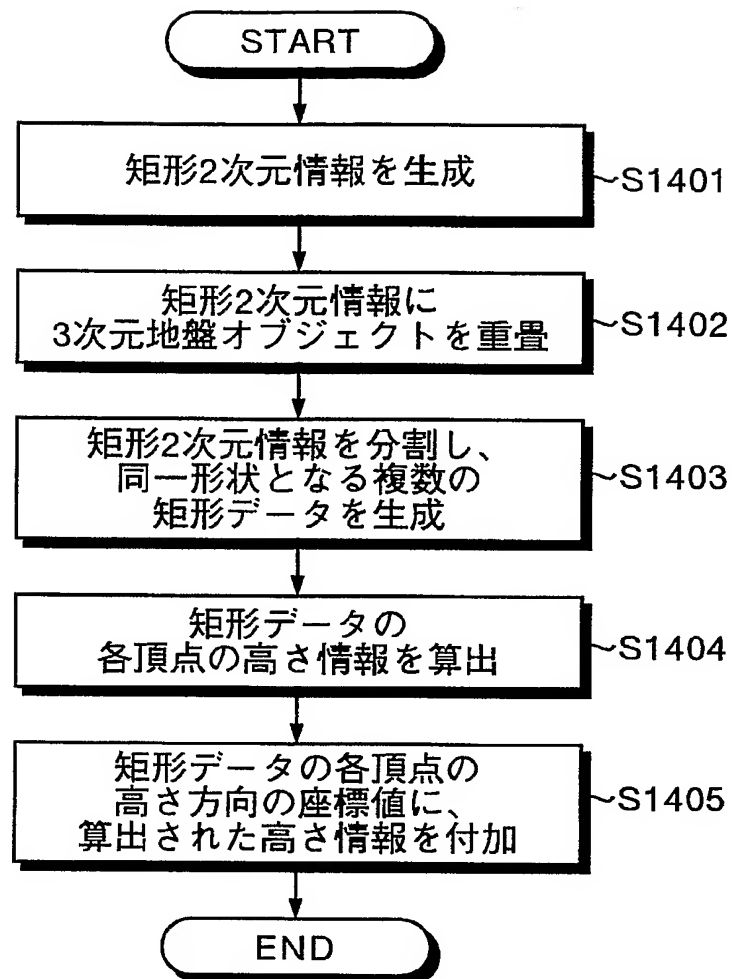 START
矩形2次元情報を生成
~S1401
矩形2次元情報に
3次元地盤オブジェクトを重畳
~S1402
矩形2次元情報を分割し、
同一形状となる複数の
矩形データを生成
~S1403
矩形データの
各頂点の高さ情報を算出
~S1404
矩形データの各頂点の
高さ方向の座標値に、
算出された高さ情報を付加
~S1405
END